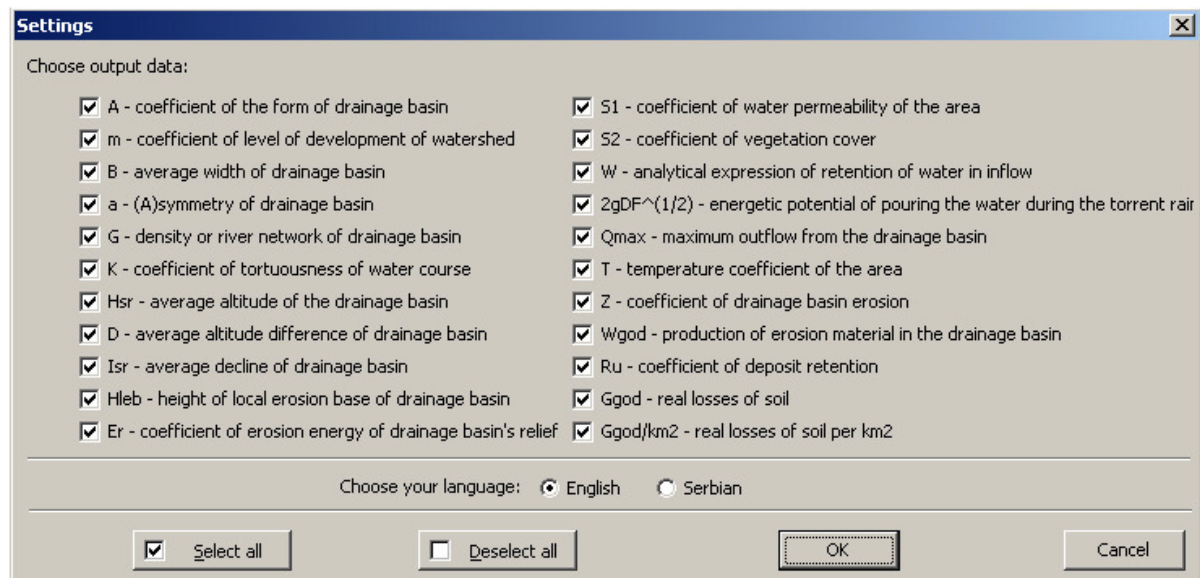 Settings
Choose output data:
A - coefficient of the form of drainage basin
m - coefficient of level of development of watershed
B - average width of drainage basin
a - (A)symmetry of drainage basin
G - density or river network of drainage basin
K - coefficient of tortuousness of water course
Hsr - average altitude of the drainage basin
D - average altitude difference of drainage basin
Isr - average decline of drainage basin
Hleb - height of local erosion base of drainage basin
Er - coefficient of erosion energy of drainage basin's relief
S1 - coefficient of water permeability of the area
S2 - coefficient of vegetation cover
W - analytical expression of retention of water in inflow
2gDF^(1/2) - energetic potential of pouring the water during the torrent rair
Qmax - maximum outflow from the drainage basin
T - temperature coefficient of the area
Z - coefficient of drainage basin erosion
Wgod - production of erosion material in the drainage basin
Ru - coefficient of deposit retention
Ggod - real losses of soil
Ggod/km2 - real losses of soil per km2
Choose your language: English Serbian
Select all Deselect all OK Cancel